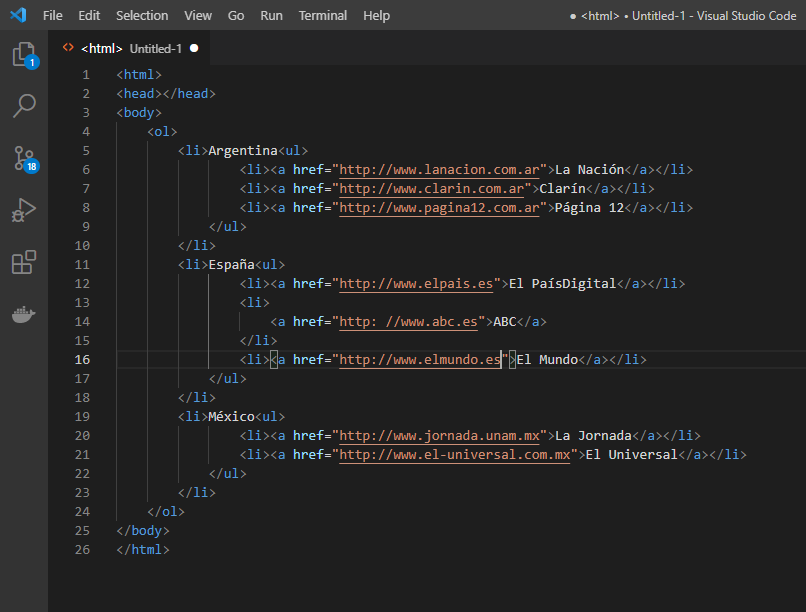 File Edit Selection View Go Run Terminal Help ● <html> • Untitled-1 - Visual Studio Code
<> <html> Untitled-1 ●
1
18
1 <html>
2 <head></head>
3 <body>
4 <ol>
5 <li>Argentina<ul>
6 <li><a href="http://www.lanacion.com.ar">La Nación</a></li>
7 <li><a href="http://www.clarin.com.ar">Clarín</a></li>
8 <li><a href="http://www.pagina12.com.ar">Página 12</a></li>
9 </ul>
10 </li>
11 <li>España<ul>
12 <li><a href="http://www.elpais.es">El PaísDigital</a></li>
13 <li>
14 <a href="http: //www.abc.es">ABC</a>
15 </li>
16 <li><a href="http://www.elmundo.es">El Mundo</a></li>
17 </ul>
18 </li>
19 <li>México<ul>
20 <li><a href="http://www.jornada.unam.mx">La Jornada</a></li>
21 <li><a href="http://www.el-universal.com.mx">El Universal</a></li>
22 </ul>
23 </li>
24 </ol>
25 </body>
26 </html>